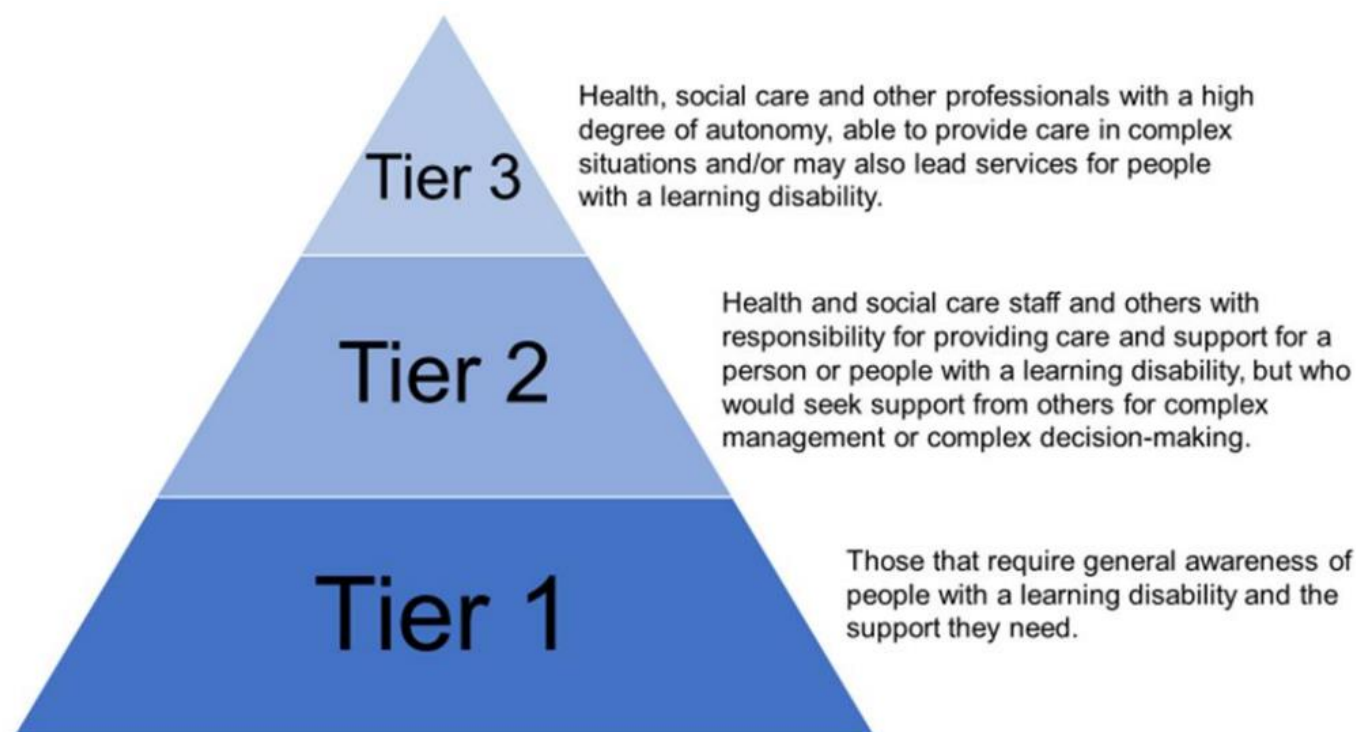 Tier 3
Health, social care and other professionals with a high
degree of autonomy, able to provide care in complex
situations and/or may also lead services for people
with a learning disability.
Tier 2
Health and social care staff and others with
responsibility for providing care and support for a
person or people with a learning disability, but who
would seek support from others for complex
management or complex decision-making.
Tier 1
Those that require general awareness of
people with a learning disability and the
support they need.